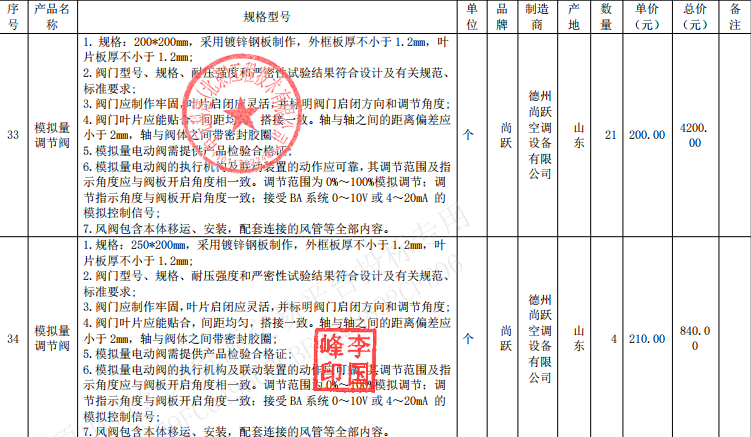 序号 产品名称 规格型号 单位 品牌 制造商 产地 数量 单价（元） 总价（元） 备注
33 模拟量调节阀
1. 规格：200*200mm，采用镀锌钢板制作，外框板厚不小于1.2mm，叶
片板厚不小于1.2mm；
2.阀门型号、规格、耐压强度和严密性试验结果符合设计及有关规范、
标准要求；
3.阀门应制作牢固，叶片启闭应灵活，并标明阀门启闭方向和调节角度；
4.阀门叶片应能贴合，间距均匀，搭接一致。轴与轴之间的距离偏差应
小于2mm，轴与阀体之间带密封胶圈；
5.模拟量电动阀需提供产品检验合格证；
6.模拟量电动阀的执行机构及联动装置的动作应可靠，其调节范围及指
示角度应与阀板开启角度相一致。调节范围为0%～100%模拟调节；调
节指示角度与阀板开启角度一致；接受BA系统0～10V或4～20mA的
模拟控制信号；
7.风阀包含本体移运、安装，配套连接的风管等全部内容。
个 尚跃 德州尚跃空调设备有限公司 山东 21 200.00 4200.00
34 模拟量调节阀
1.规格：250*200mm，采用镀锌钢板制作，外框板厚不小于1.2mm，叶
片板厚不小于1.2mm；
2.阀门型号、规格、耐压强度和严密性试验结果符合设计及有关规范、
标准要求；
3.阀门应制作牢固，叶片启闭应灵活，并标明阀门启闭方向和调节角度；
4.阀门叶片应能贴合，间距均匀，搭接一致。轴与轴之间的距离偏差应
小于2mm，轴与阀体之间带密封胶圈；
5.模拟量电动阀需提供产品检验合格证；
6.模拟量电动阀的执行机构及联动装置的动作应可靠，其调节范围及指
示角度应与阀板开启角度相一致。调节范围为0%～100%模拟调节；调
节指示角度与阀板开启角度一致；接受BA系统0～10V或4～20mA的
模拟控制信号；
7.风阀包含本体移运、安装，配套连接的风管等全部内容。
个 尚跃 德州尚跃空调设备有限公司 山东 4 210.00 840.00
李国峰印